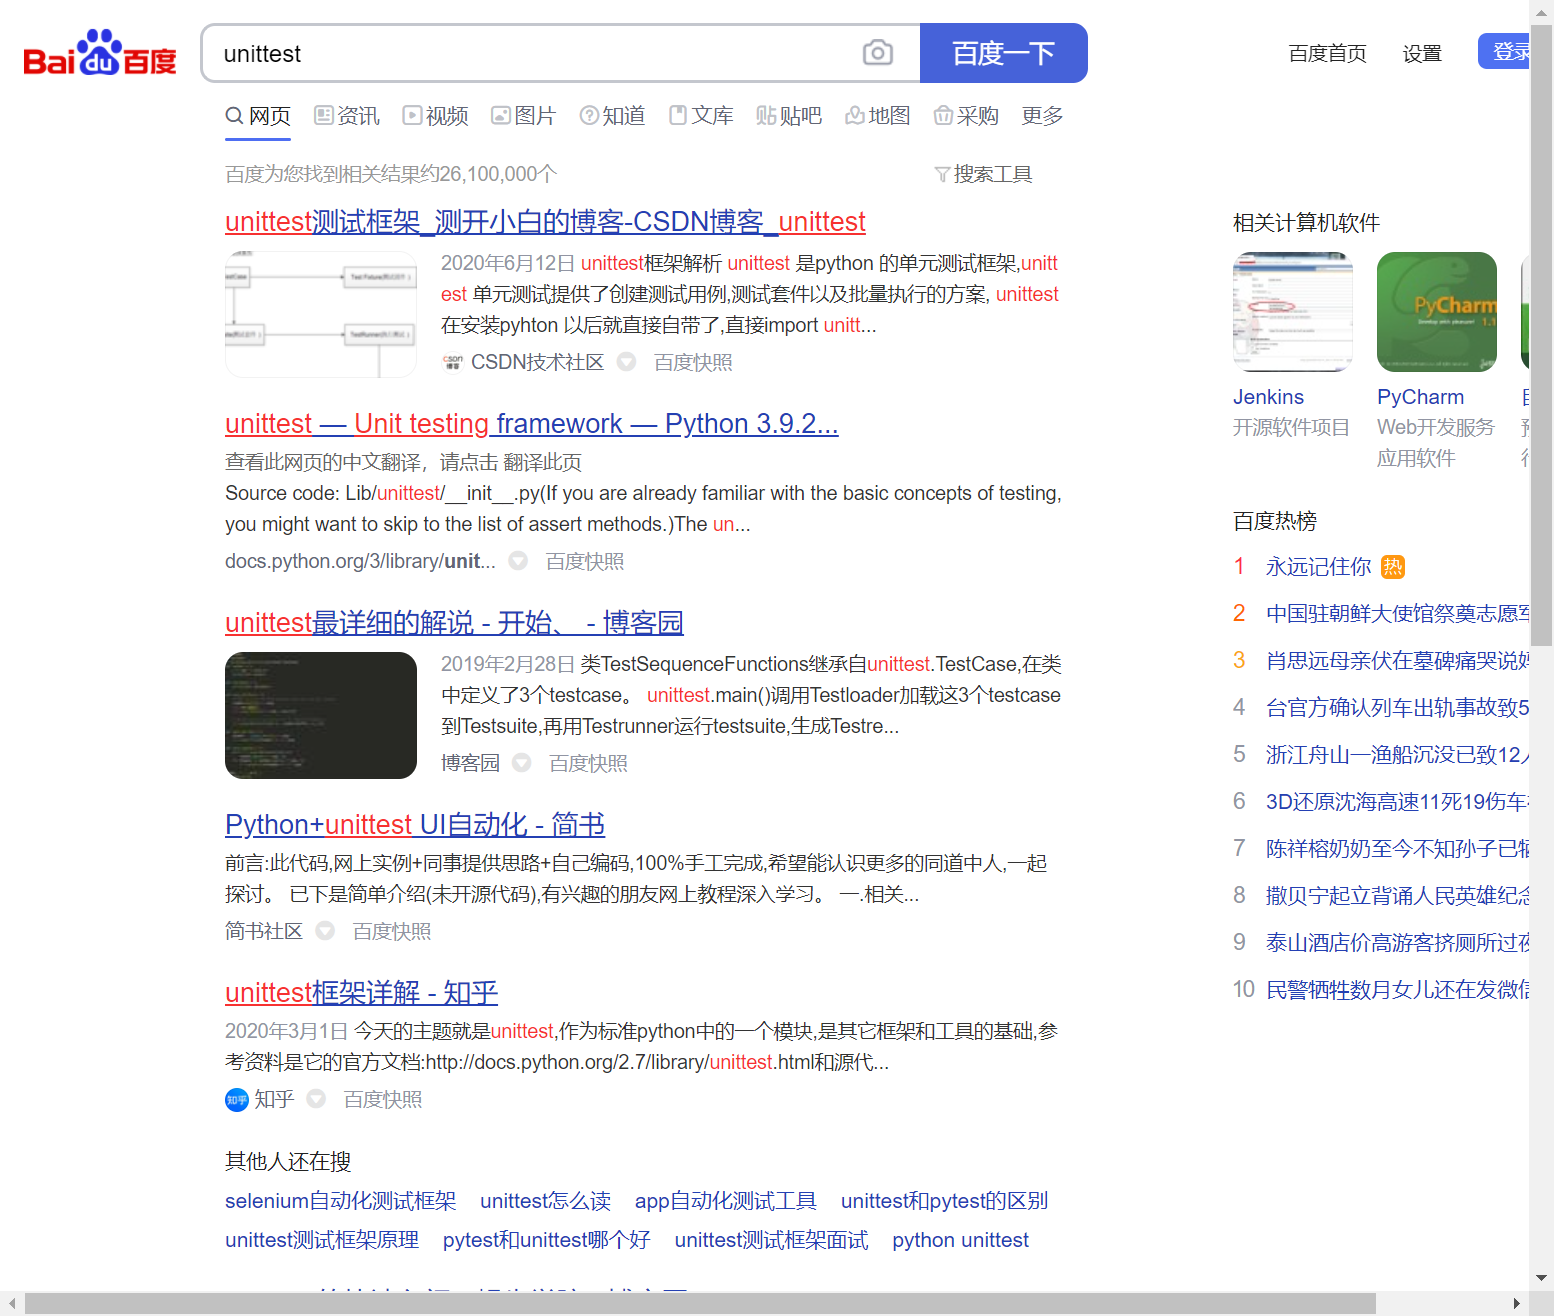 Bai du 百度
unittest
百度一下
百度首页
设置
登录
网页
资讯
视频
图片
知道
文库
贴吧
地图
采购
更多
百度为您找到相关结果约26,100,000个
搜索工具
unittest测试框架_测开小白的博客-CSDN博客_unittest
2020年6月12日 unittest框架解析 unittest 是python 的单元测试框架,unitt
est 单元测试提供了创建测试用例,测试套件以及批量执行的方案, unittest
在安装pyhton 以后就直接自带了,直接import unitt...
CSDN技术社区
百度快照
unittest — Unit testing framework — Python 3.9.2...
查看此网页的中文翻译，请点击 翻译此页
Source code: Lib/unittest/__init__.py(If you are already familiar with the basic concepts of testing,
you might want to skip to the list of assert methods.)The un...
docs.python.org/3/library/unit...
百度快照
unittest最详细的解说 - 开始、 - 博客园
2019年2月28日 类TestSequenceFunctions继承自unittest.TestCase,在类
中定义了3个testcase。 unittest.main()调用Testloader加载这3个testcase
到Testsuite,再用Testrunner运行testsuite,生成Testre...
博客园
百度快照
Python+unittest UI自动化 - 简书
前言:此代码,网上实例+同事提供思路+自己编码,100%手工完成,希望能认识更多的同道中人,一起
探讨。 已下是简单介绍(未开源代码),有兴趣的朋友网上教程深入学习。 一.相关...
简书社区
百度快照
unittest框架详解 - 知乎
2020年3月1日 今天的主题就是unittest,作为标准python中的一个模块,是其它框架和工具的基础,参
考资料是它的官方文档:http://docs.python.org/2.7/library/unittest.html和源代...
知乎 知乎
百度快照
其他人还在搜
selenium自动化测试框架 unittest怎么读 app自动化测试工具 unittest和pytest的区别
unittest测试框架原理 pytest和unittest哪个好 unittest测试框架面试 python unittest
相关计算机软件
PyCharm
Jenkins
开源软件项目
PyCharm
Web开发服务
应用软件
百度热榜
1 永远记住你 热
2 中国驻朝鲜大使馆祭奠志愿军
3 肖思远母亲伏在墓碑痛哭说
4 台官方确认列车出轨事故致5
5 浙江舟山一渔船沉没已致12人
6 3D还原沈海高速11死19伤车
7 陈祥榕奶奶至今不知孙子已牺
8 撒贝宁起立背诵人民英雄纪念
9 泰山酒店价高游客挤厕所过夜
10 民警牺牲数月女儿还在发微信